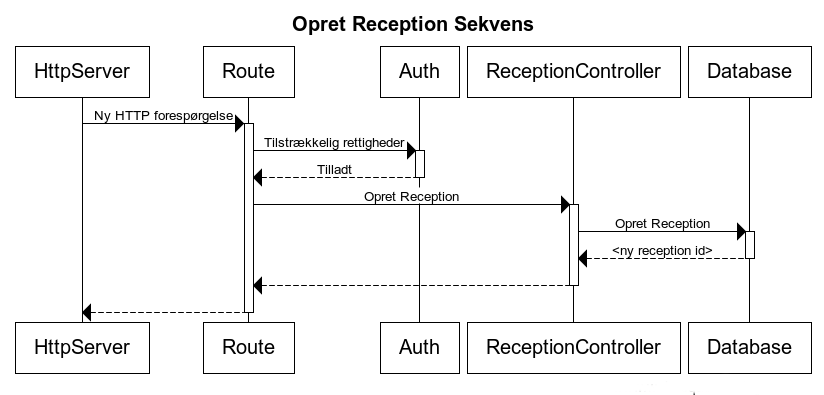 Opret Reception Sekvens
HttpServer Route Auth ReceptionController Database
Ny HTTP forespørgelse
Tilstrækkelig rettigheder
Tilladt
Opret Reception
Opret Reception
<ny reception id>
HttpServer Route Auth ReceptionController Database